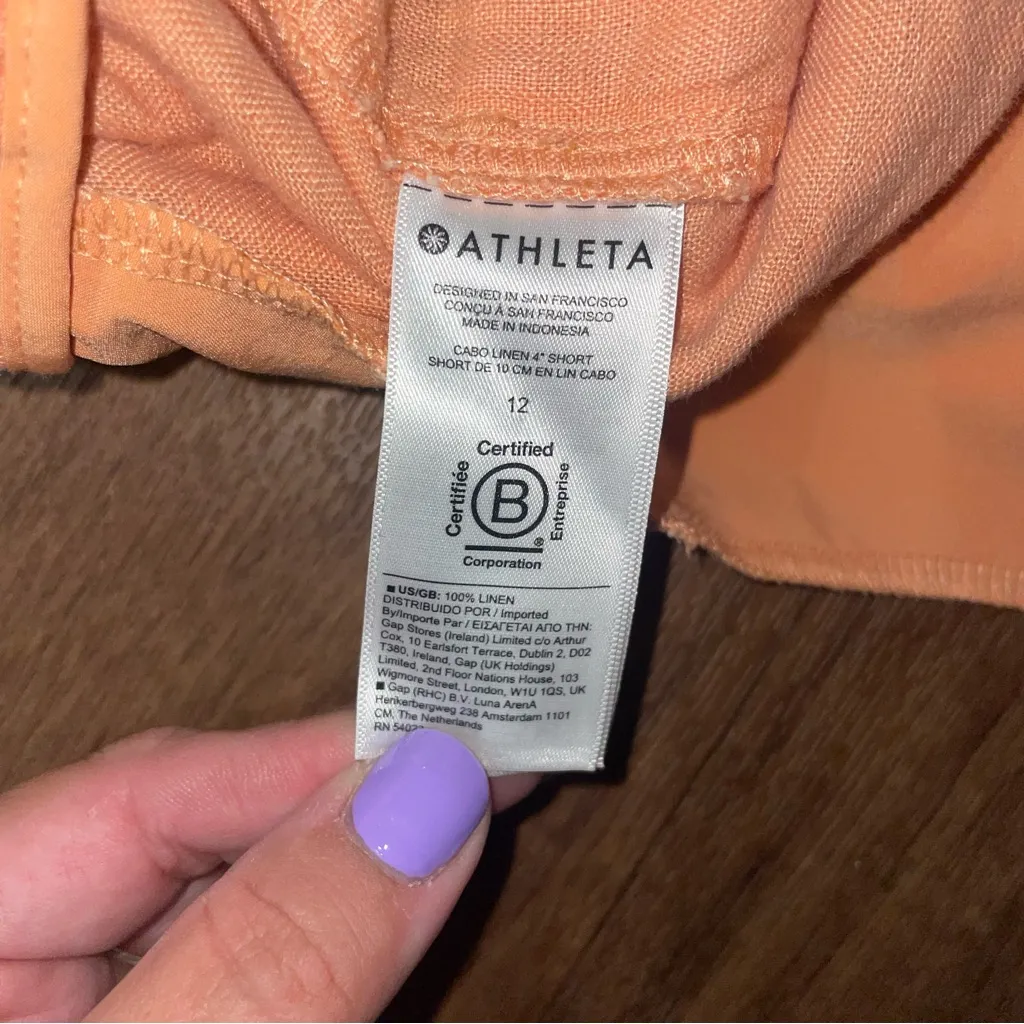 ATHLETA
DESIGNED IN SAN FRANCISCO
CONÇU À SAN FRANCISCO
MADE IN INDONESIA
CABO LINEN 4" SHORT
SHORT DE 10 CM EN LIN CABO
12
Certified
Certifiée
B
Entreprise
®
Corporation
■ US/GB: 100% LINEN
DISTRIBUIDO POR / Imported
By/Importe Par / ΕΙΣΑΓΕΤΑΙ ΑΠΟ ΤΗΝ:
Gap Stores (Ireland) Limited c/o Arthur
Cox, 10 Earlsfort Terrace, Dublin 2, D02
T380, Ireland, Gap (UK Holdings)
Limited, 2nd Floor Nations House, 103
Wigmore Street, London, W1U 1QS, UK
■ Gap (RHC) B.V. Luna ArenA
Herikerbergweg 238 Amsterdam 1101
CM, The Netherlands
RN